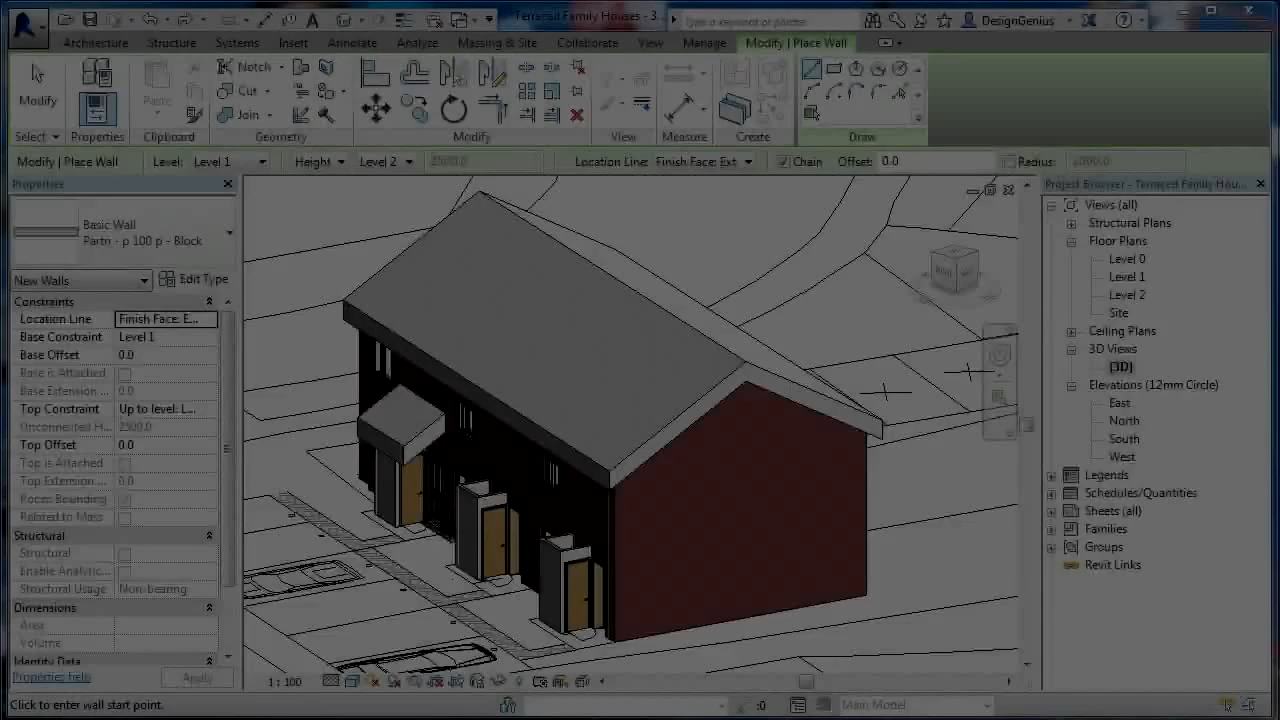 Terraced Family Houses - 3...
Type a keyword or phrase
DesignGenius
Architecture Structure Systems Insert Annotate Analyze Massing & Site Collaborate View Manage Modify | Place Wall
Modify
Paste
Notch
Cut
Join
Select Properties Clipboard Geometry Modify View Measure Create Draw
Modify | Place Wall Level: Level 1 Height Level 2 2500.0 Location Line: Finish Face: Ext Chain Offset: 0.0 Radius: 1000.0
Properties
Basic Wall
Partn - p 100 p - Block
New Walls Edit Type
Constraints
Location Line Finish Face: E...
Base Constraint Level 1
Base Offset 0.0
Base is Attached
Base Extension ... 0.0
Top Constraint Up to level: L...
Unconnected H... 2500.0
Top Offset 0.0
Top is Attached
Top Extension ... 0.0
Room Bounding
Related to Mass
Structural
Structural
Enable Analytic...
Structural Usage Non-bearing
Dimensions
Area
Volume
Identity Data
Properties help Apply
Project Browser - Terraced Family Hou...
Views (all)
Structural Plans
Floor Plans
Level 0
Level 1
Level 2
Site
Ceiling Plans
3D Views
{3D}
Elevations (12mm Circle)
East
North
South
West
Legends
Schedules/Quantities
Sheets (all)
Families
Groups
Revit Links
1 : 100
Click to enter wall start point. :0 Main Model